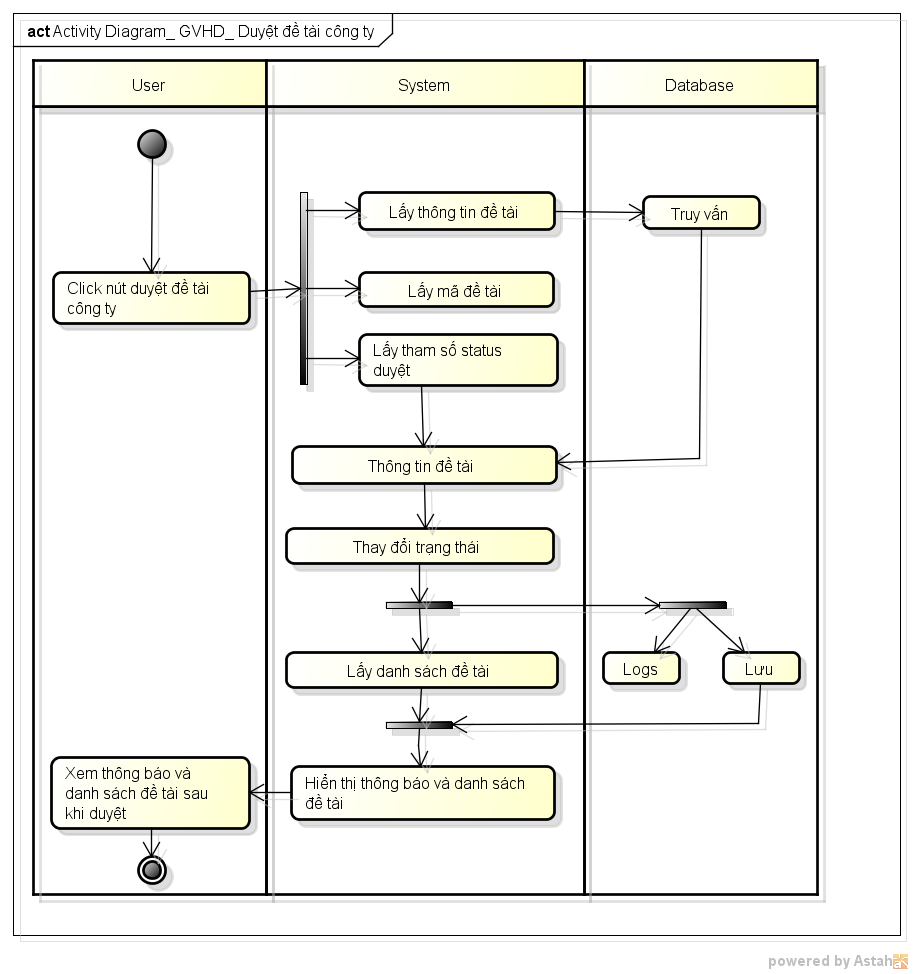 act Activity Diagram_ GVHD_ Duyệt đề tài công ty
User
System
Database
Lấy thông tin đề tài
Truy vấn
Click nút duyệt đề tài
công ty
Lấy mã đề tài
Lấy tham số status
duyệt
Thông tin đề tài
Thay đổi trạng thái
Lấy danh sách đề tài
Logs
Lưu
Xem thông báo và
danh sách đề tài sau
khi duyệt
Hiển thị thông báo và danh sách
đề tài
powered by Astah